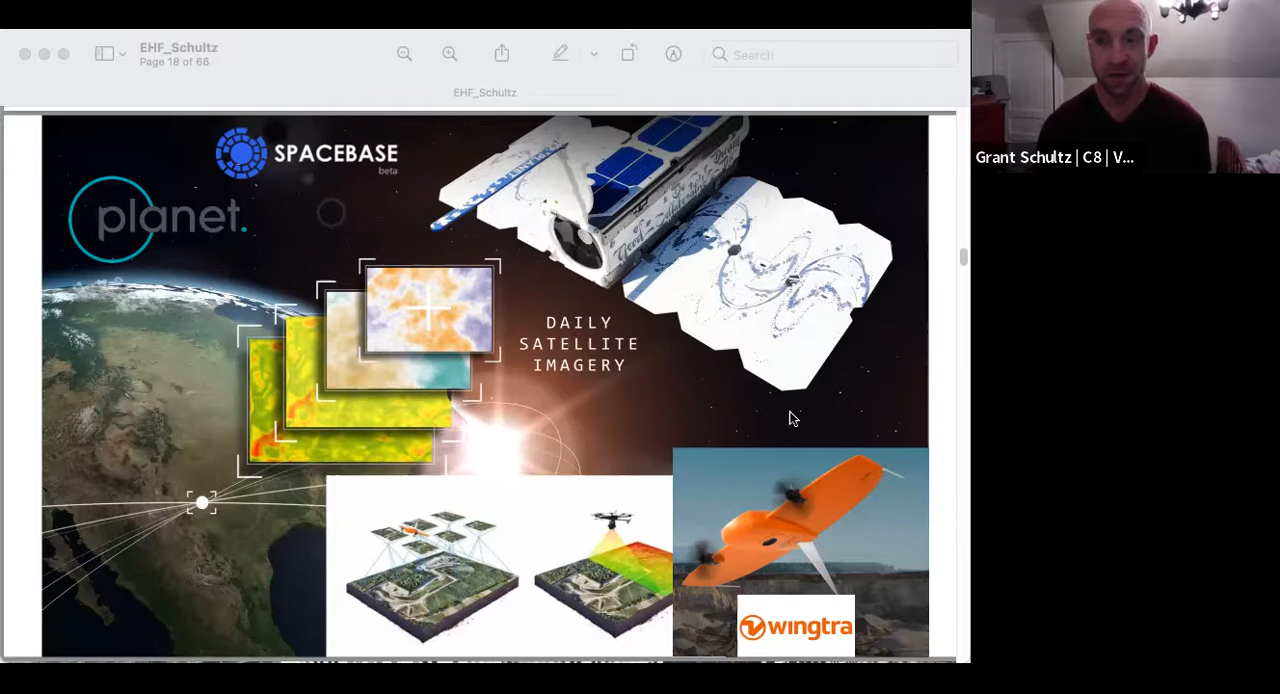 EHF_Schultz
Page 18 of 66
Search
EHF_Schultz
SPACEBASE
beta
planet.
DAILY
SATELLITE
IMAGERY
wingtra
Grant Schultz | C8 | V...